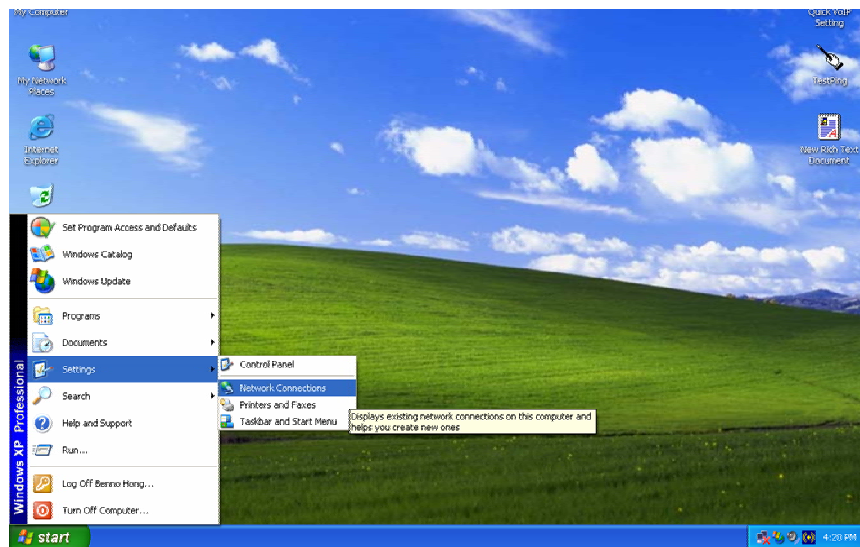 My Computer
Quick VoIP
Setting
My Network
Places
TestPing
Internet
Explorer
New Rich Text
Document
Set Program Access and Defaults
Windows Catalog
Windows Update
Programs
Documents
Settings
Search
Help and Support
Run...
Log Off Benno Hong...
Turn Off Computer...
Windows XP Professional
Control Panel
Network Connections
Printers and Faxes
Taskbar and Start Menu
Displays existing network connections on this computer and
helps you create new ones
start
4:20 PM